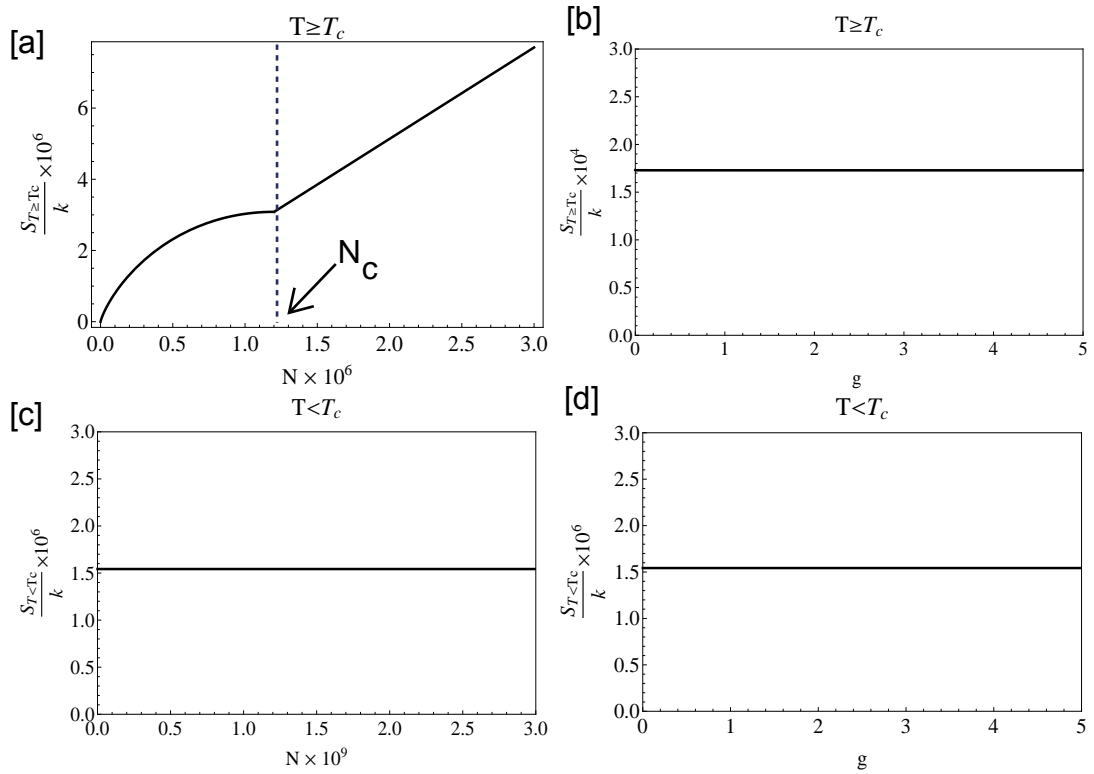 [a]
T≥T_c
S_{T≥Tc}/k ×10^6
6
4
2
0
N_c
0.0 0.5 1.0 1.5 2.0 2.5 3.0
N × 10^6
[b]
T≥T_c
S_{T≥Tc}/k ×10^4
3.0
2.5
2.0
1.5
1.0
0.5
0.0
0 1 2 3 4 5
g
[c]
T<T_c
S_{T<Tc}/k ×10^6
3.0
2.5
2.0
1.5
1.0
0.5
0.0
0.0 0.5 1.0 1.5 2.0 2.5 3.0
N × 10^9
[d]
T<T_c
S_{T<Tc}/k ×10^6
3.0
2.5
2.0
1.5
1.0
0.5
0.0
0 1 2 3 4 5
g